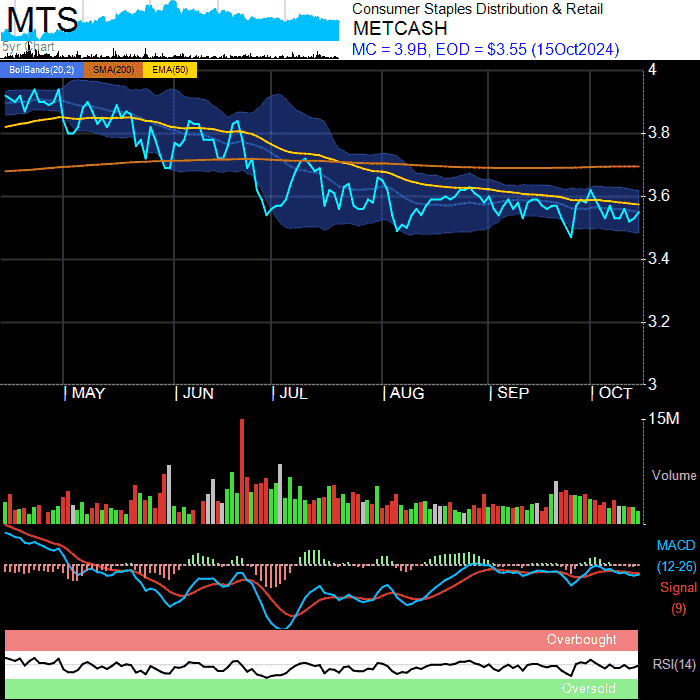 MTS
Consumer Staples Distribution & Retail
METCASH
MC = 3.9B, EOD = $3.55 (15Oct2024)
5yr Chart
BollBands(20,2) SMA(200) EMA(50)
4
3.8
3.6
3.4
3.2
3
MAY JUN JUL AUG SEP OCT
15M
Volume
MACD
(12-26)
Signal
(9)
Overbought
RSI(14)
Oversold